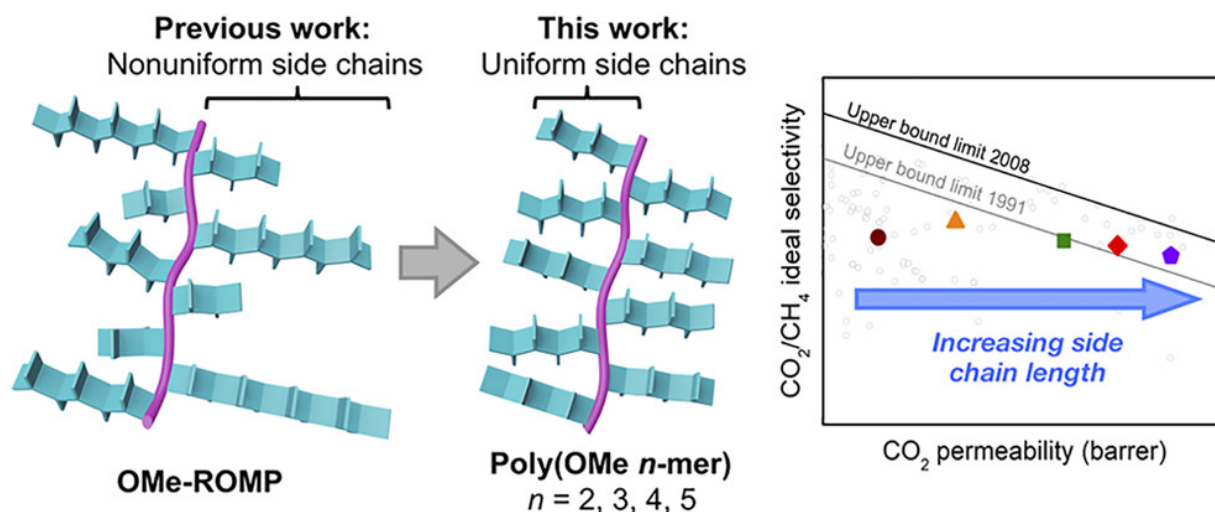 Previous work:
Nonuniform side chains
OMe-ROMP
This work:
Uniform side chains
Poly(OMe n-mer)
n = 2, 3, 4, 5
CO₂/CH₄ ideal selectivity
Upper bound limit 2008
Upper bound limit 1991
Increasing side
chain length
CO₂ permeability (barrer)